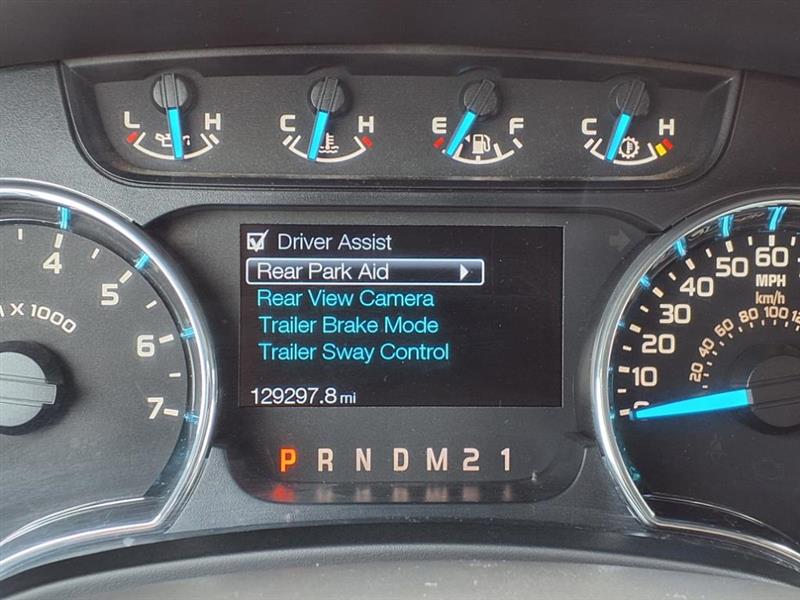 L H C H E F C H
Driver Assist
Rear Park Aid
Rear View Camera
Trailer Brake Mode
Trailer Sway Control
129297.8 mi
P R N D M 2 1
4
5
6
7
X 1000
0
10
20
30
40
50
60
MPH
km/h
20
40
60
80
100